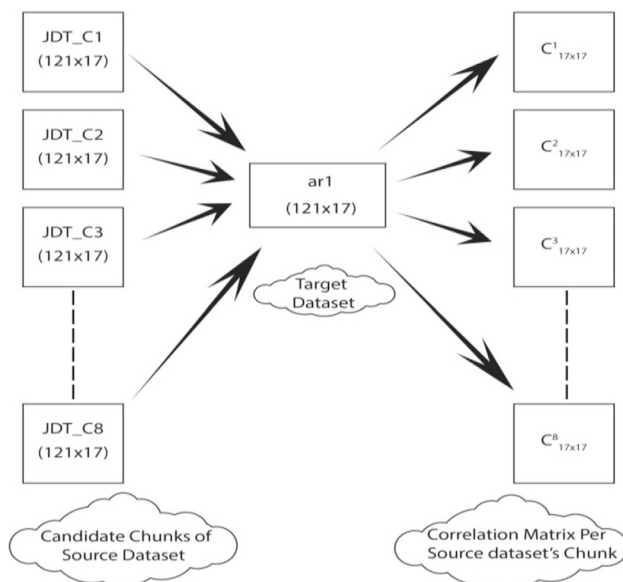 JDT_C1
(121x17)
JDT_C2
(121x17)
JDT_C3
(121x17)
JDT_C8
(121x17)
Candidate Chunks of
Source Dataset
ar1
(121x17)
Target
Dataset
C¹17x17
C²17x17
C³17x17
C⁸17x17
Correlation Matrix Per
Source dataset's Chunk